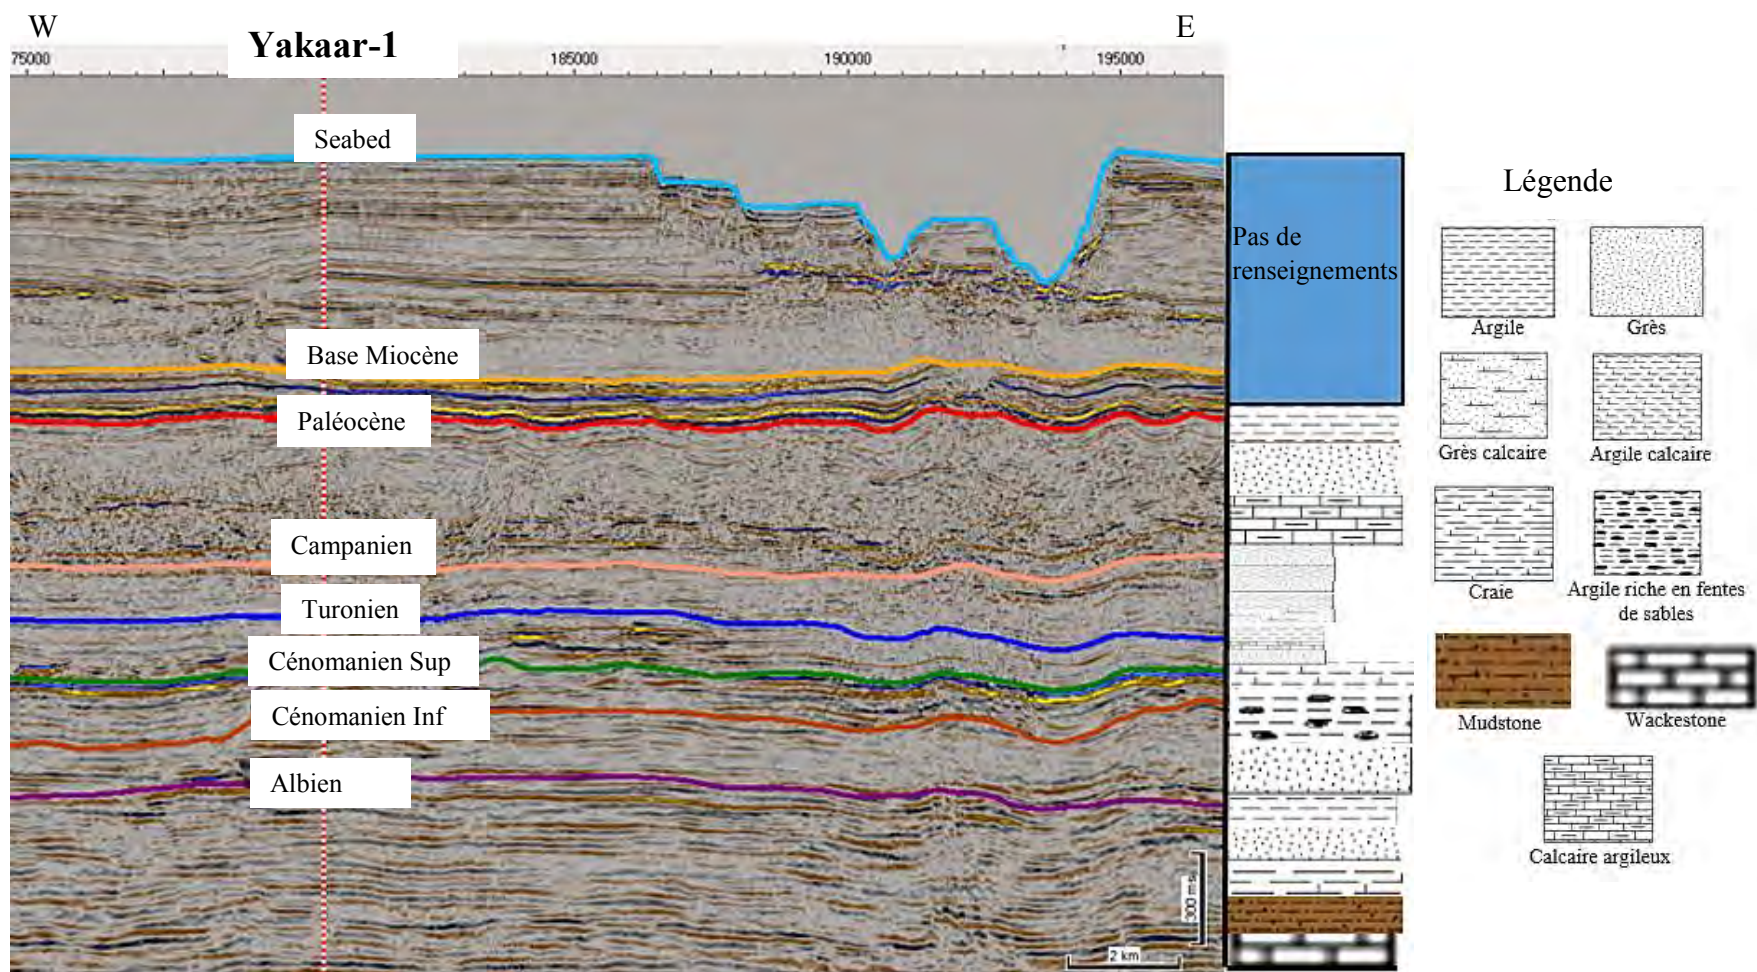 W
E
Yakaar-1
75000
185000
190000
195000
Seabed
Base Miocène
Paléocène
Campanien
Turonien
Cénomanien Sup
Cénomanien Inf
Albien
2 km
Pas de
renseignements
Légende
Argile
Grès
Grès calcaire
Argile calcaire
Craie
Argile riche en fentes
de sables
Mudstone
Wackestone
Calcaire argileux